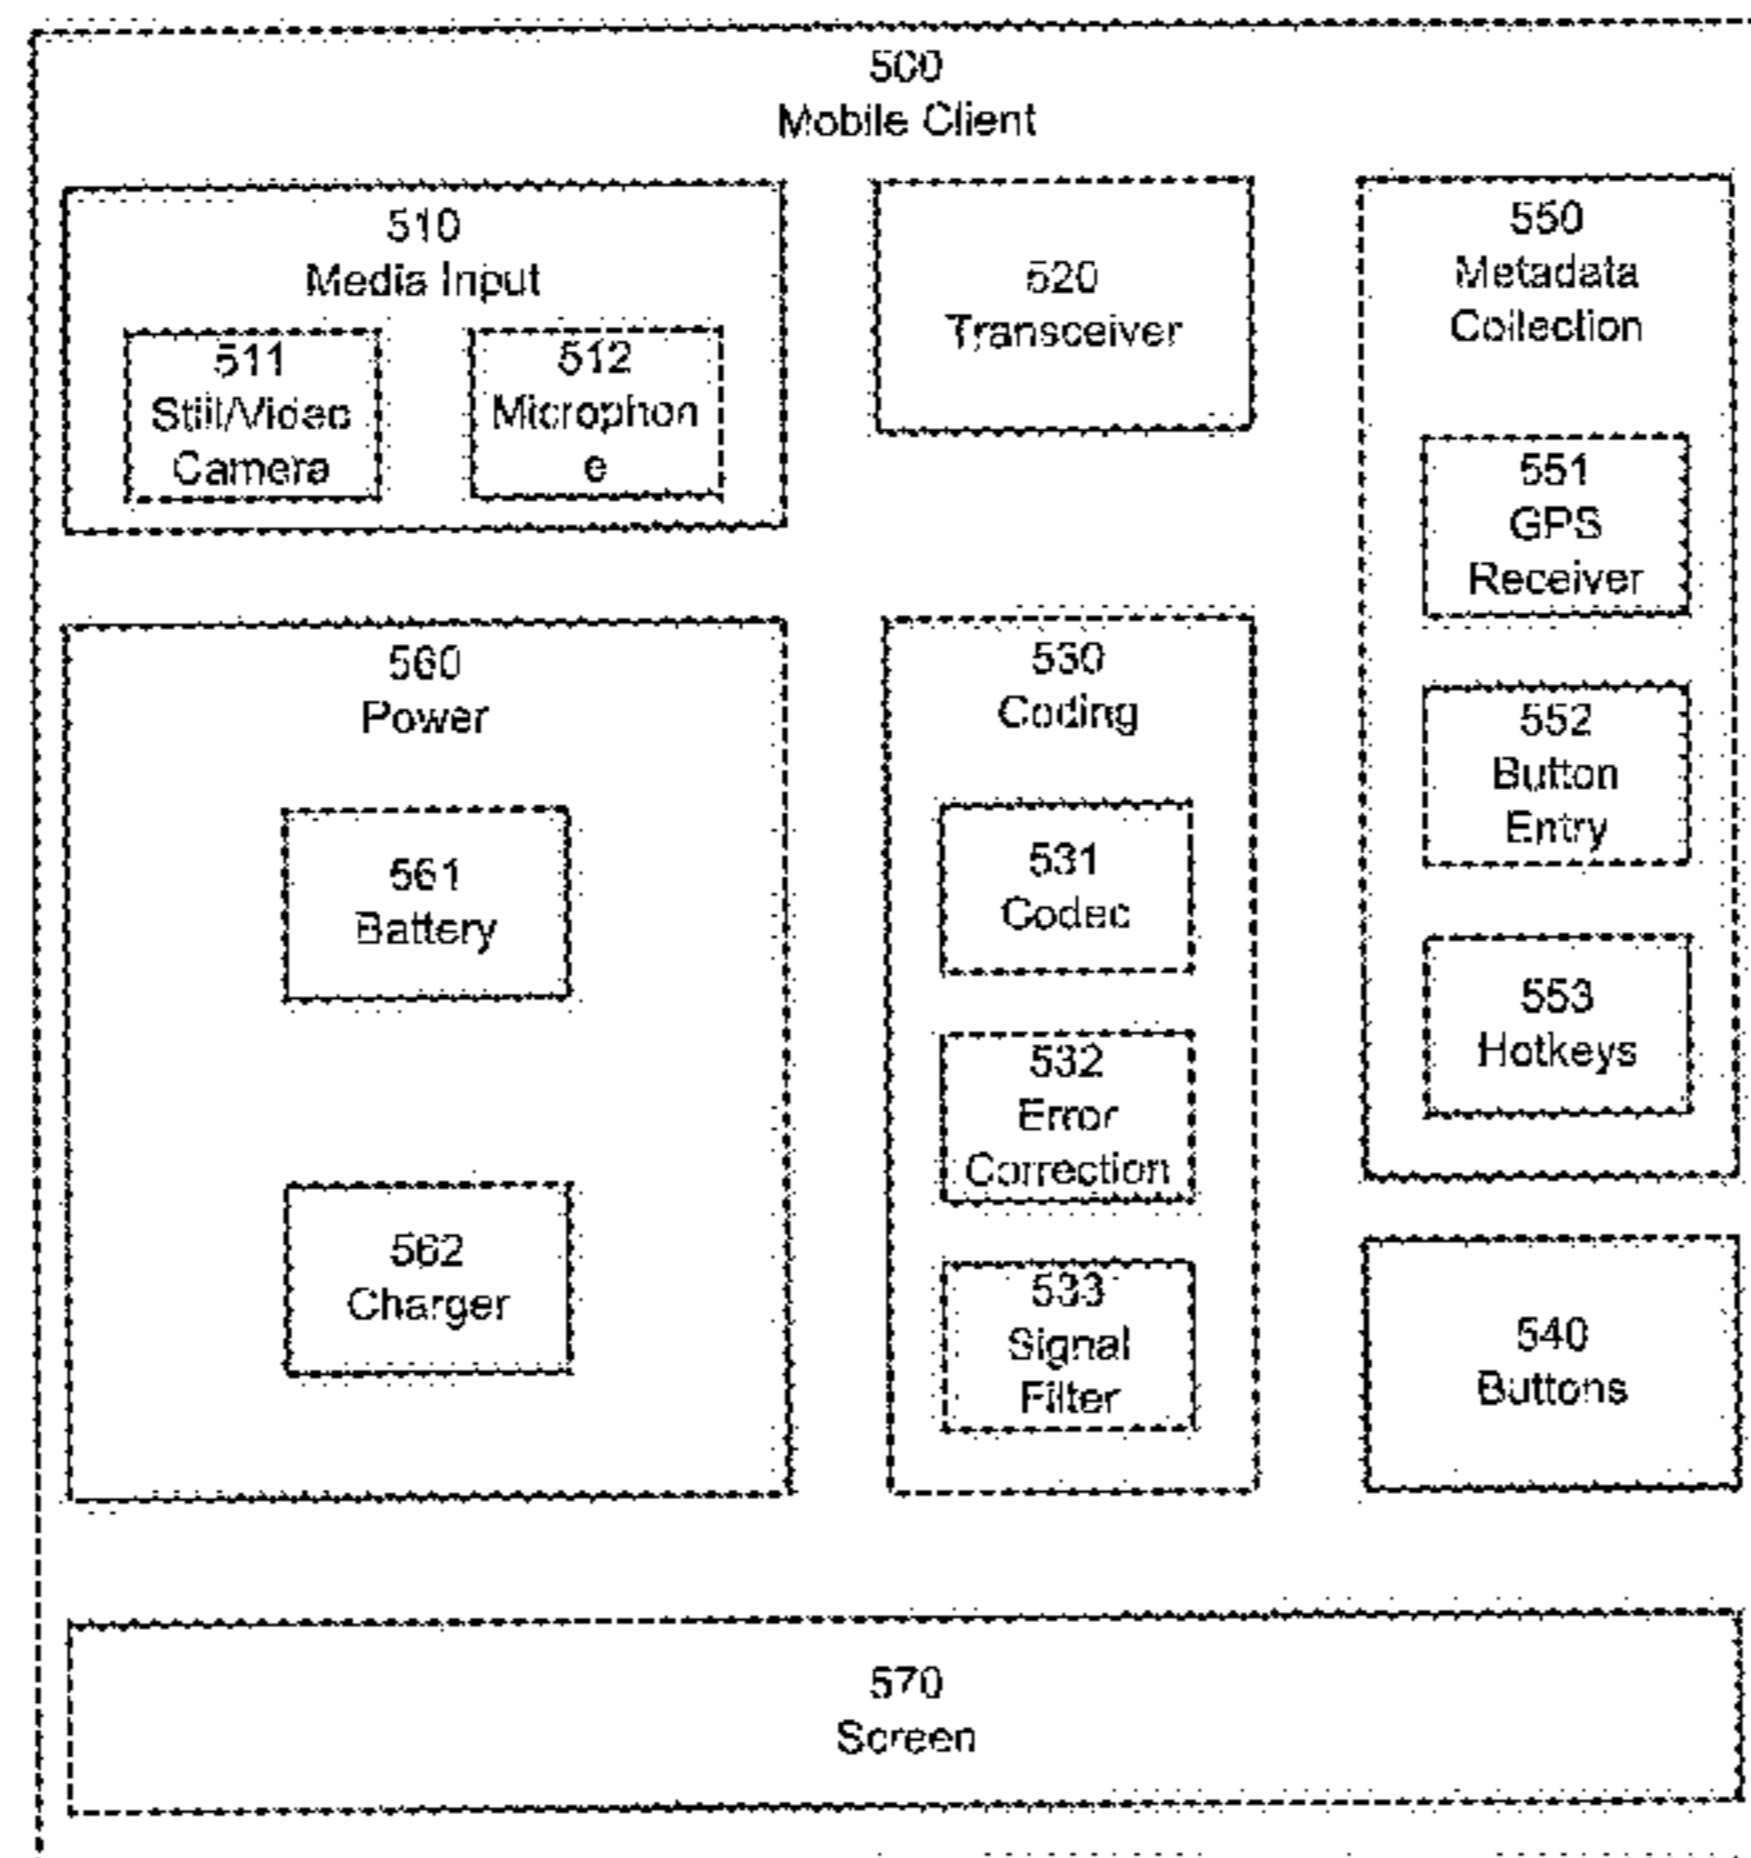 500
Mobile Client
510
Media Input
511
Still/Video
Camera
512
Microphon
e
520
Transceiver
550
Metadata
Collection
551
GPS
Receiver
552
Button
Entry
553
Hotkeys
560
Power
561
Battery
562
Charger
530
Coding
531
Codec
532
Error
Correction
533
Signal
Filter
540
Buttons
570
Screen